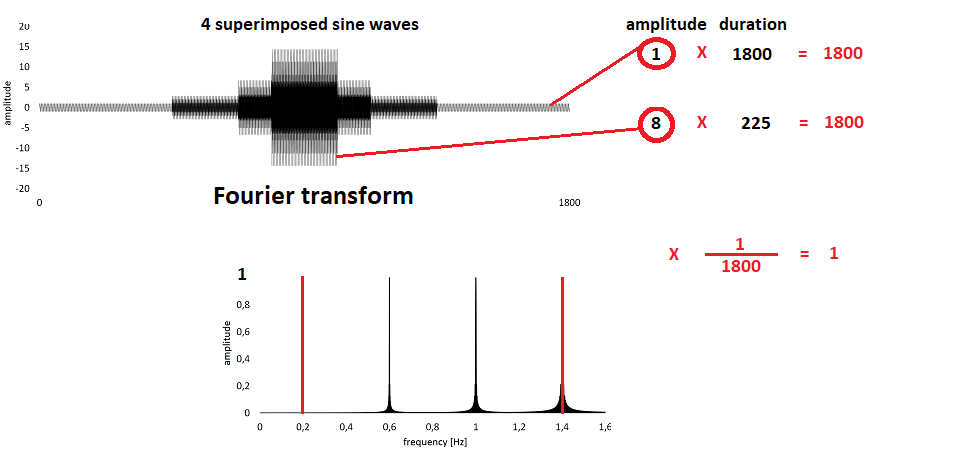 4 superimposed sine waves
amplitude duration
20
15
10
5
0
-5
-10
-15
-20
amplitude
0
1800
1 X 1800 = 1800
8 X 225 = 1800
Fourier transform
X 1/1800 = 1
1
0,8
0,6
0,4
0,2
0
amplitude
0 0,2 0,4 0,6 0,8 1 1,2 1,4 1,6
frequency [Hz]